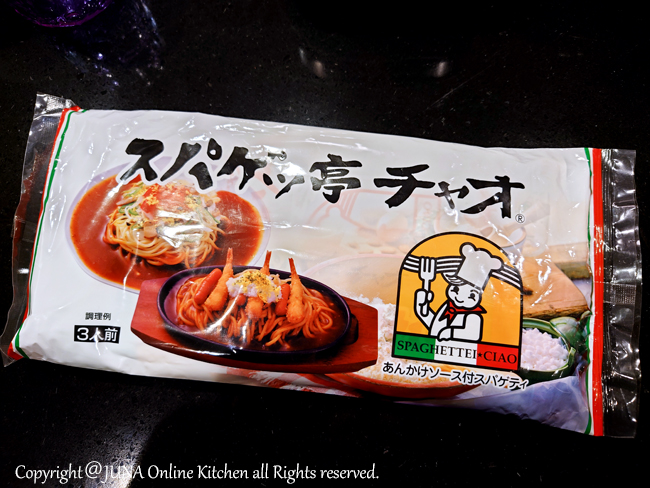 スパゲッ亭チャオ®
調理例
3人前
SPAGHETTEI★CIAO
あんかけソース付スパゲティ
Copyright@JUNA Online Kitchen all Rights reserved.